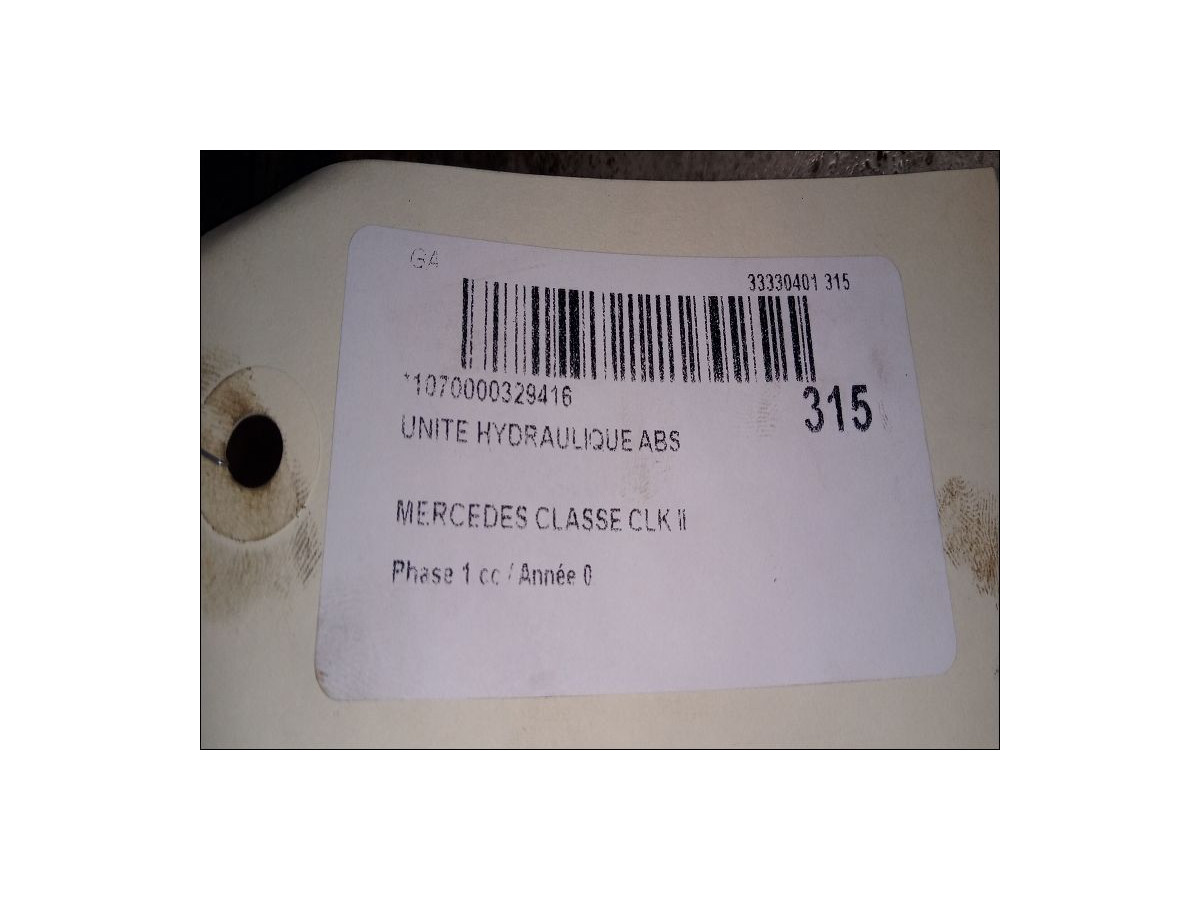 GA
33330401 315
*1070000329416
315
UNITE HYDRAULIQUE ABS
MERCEDES CLASSE CLK II
Phase 1 cc / Année 0